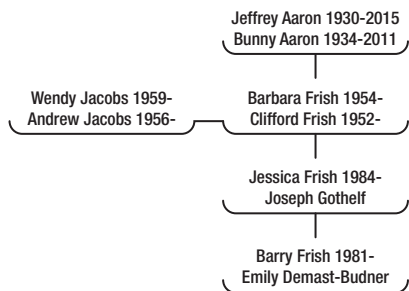 Jeffrey Aaron 1930-2015
Bunny Aaron 1934-2011
Wendy Jacobs 1959-
Andrew Jacobs 1956-
Barbara Frish 1954-
Clifford Frish 1952-
Jessica Frish 1984-
Joseph Gothelf
Barry Frish 1981-
Emily Demast-Budner